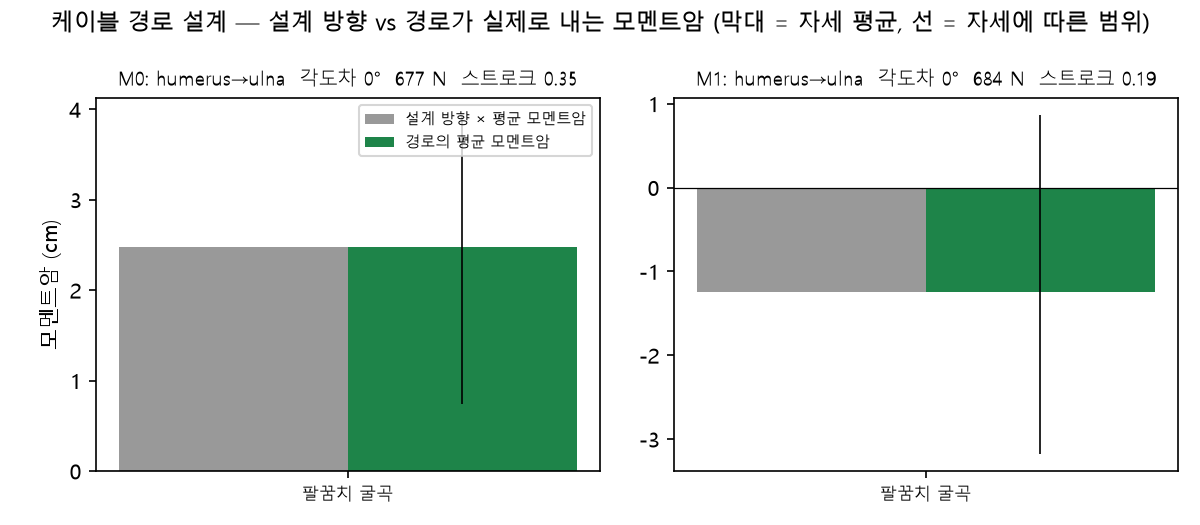 케이블 경로 설계 — 설계 방향 vs 경로가 실제로 내는 모멘트암 (막대 = 자세 평균, 선 = 자세에 따른 범위)
M0: humerus→ulna 각도차 0° 677 N 스트로크 0.35
설계 방향 × 평균 모멘트암
경로의 평균 모멘트암
모멘트암 (cm)
4
3
2
1
0
팔꿈치 굴곡
M1: humerus→ulna 각도차 0° 684 N 스트로크 0.19
1
0
-1
-2
-3
팔꿈치 굴곡